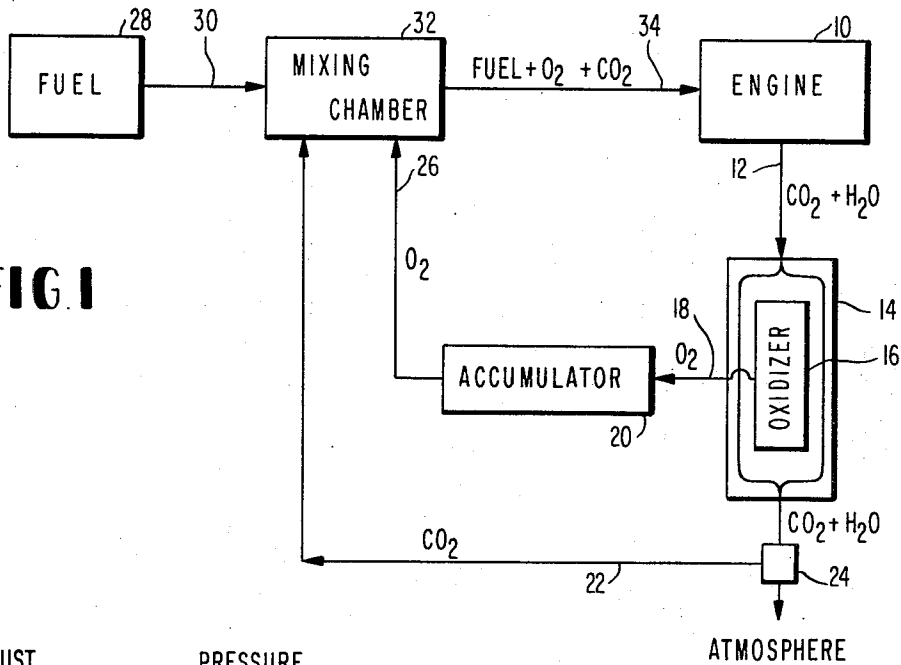 28
30
32
34
10
FUEL
MIXING
CHAMBER
FUEL + O2 + CO2
ENGINE
12
CO2 + H2O
26
O2
FIG. 1
18
14
O2
OXIDIZER
16
ACCUMULATOR
20
CO2 + H2O
CO2
22
24
ATMOSPHERE
PRESSURE